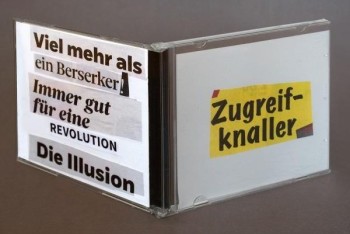 Viel mehr als
ein Berserker
Immer gut
für eine
REVOLUTION
Die Illusion
Zugreif-
knaller